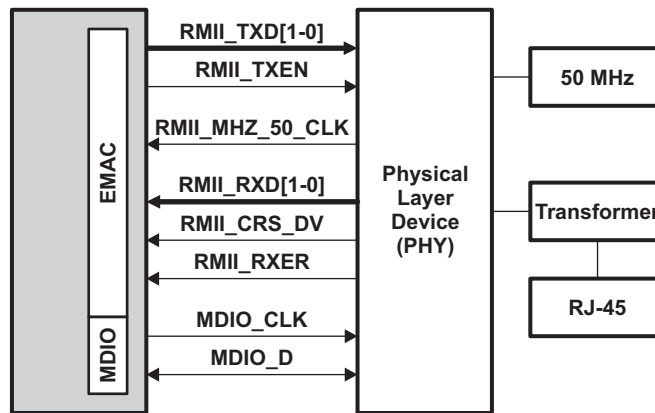 RMII_TXD[1-0]
RMII_TXEN
RMII_MHZ_50_CLK
RMII_RXD[1-0]
RMII_CRS_DV
RMII_RXER
MDIO_CLK
MDIO_D
EMAC
MDIO
Physical
Layer
Device
(PHY)
50 MHz
Transformer
RJ-45